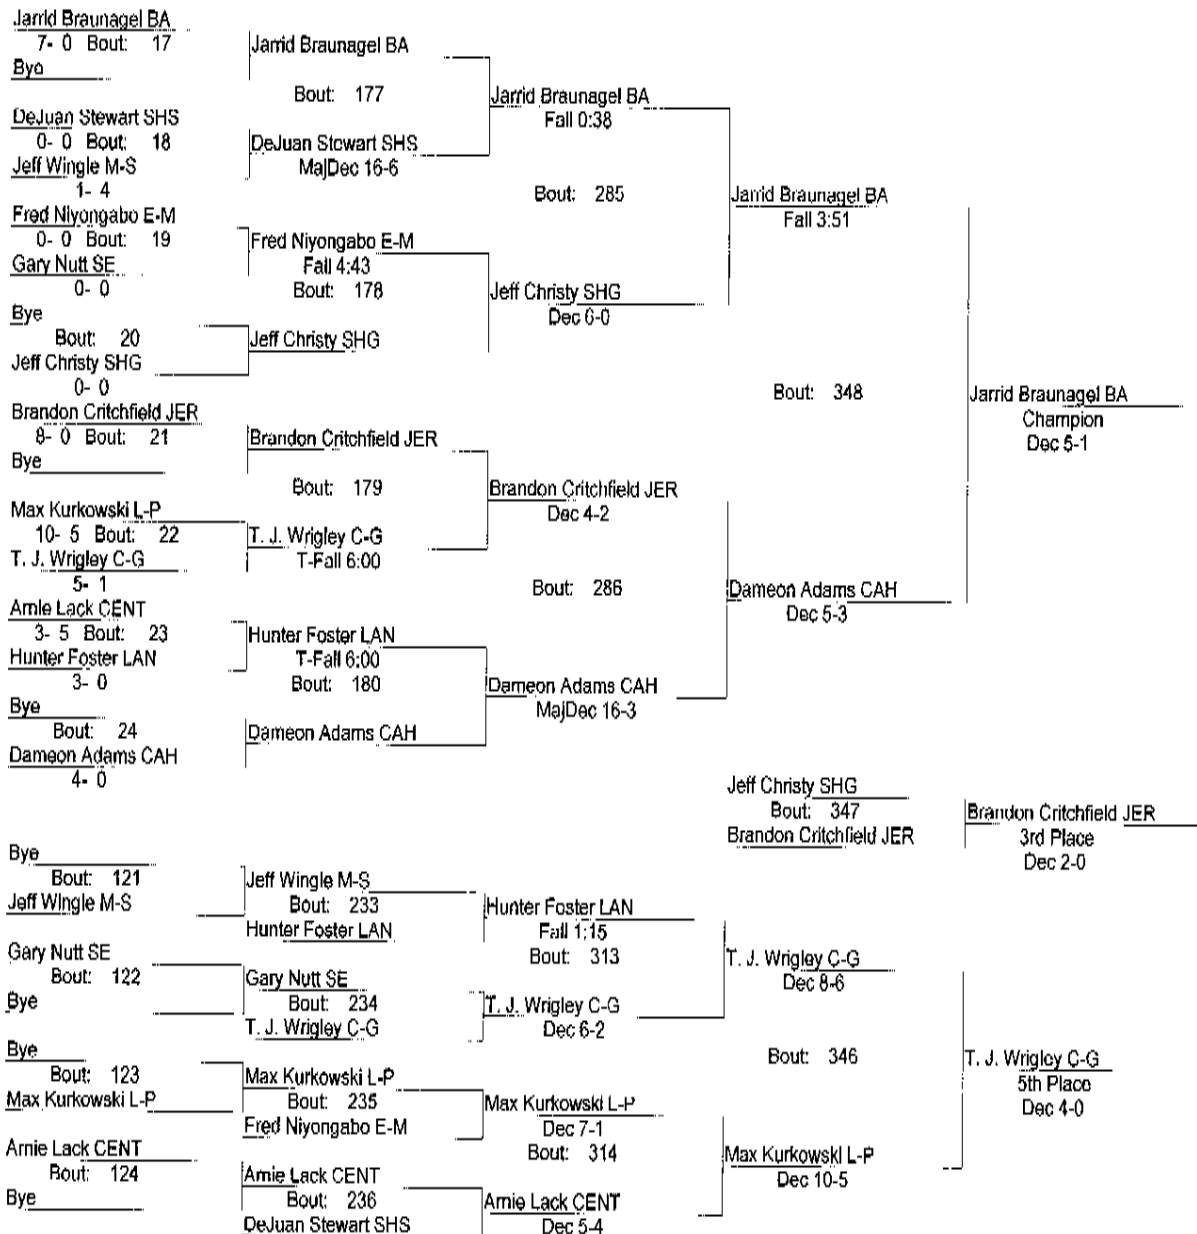 Jarrid Braunagel BA
7- 0 Bout: 17
Bye
DeJuan Stewart SHS
0- 0 Bout: 18
Jeff Wingle M-S
1- 4
Fred Niyongabo E-M
0- 0 Bout: 19
Gary Nutt SE
0- 0
Bye
Bout: 20
Jeff Christy SHG
0- 0
Brandon Critchfield JER
8- 0 Bout: 21
Bye
Max Kurkowski L-P
10- 5 Bout: 22
T. J. Wrigley C-G
5- 1
Arnie Lack CENT
3- 5 Bout: 23
Hunter Foster LAN
3- 0
Bye
Bout: 24
Dameon Adams CAH
4- 0
Jarrid Braunagel BA
Bout: 177
DeJuan Stewart SHS
MajDec 16-6
Fred Niyongabo E-M
Fall 4:43
Bout: 178
Jeff Christy SHG
Brandon Critchfield JER
Bout: 179
T. J. Wrigley C-G
T-Fall 6:00
Hunter Foster LAN
T-Fall 6:00
Bout: 180
Dameon Adams CAH
Jarrid Braunagel BA
Fall 0:38
Bout: 285
Jeff Christy SHG
Dec 6-0
Brandon Critchfield JER
Dec 4-2
Bout: 286
Dameon Adams CAH
MajDec 16-3
Jarrid Braunagel BA
Fall 3:51
Bout: 348
Dameon Adams CAH
Dec 5-3
Jarrid Braunagel BA
Champion
Dec 5-1
Jeff Christy SHG
Bout: 347
Brandon Critchfield JER
Brandon Critchfield JER
3rd Place
Dec 2-0
Bye
Bout: 121
Jeff Wingle M-S
Gary Nutt SE
Bout: 122
Bye
Bye
Bout: 123
Max Kurkowski L-P
Arnie Lack CENT
Bout: 124
Bye
Jeff Wingle M-S
Bout: 233
Hunter Foster LAN
Gary Nutt SE
Bout: 234
T. J. Wrigley C-G
Max Kurkowski L-P
Bout: 235
Fred Niyongabo E-M
Arnie Lack CENT
Bout: 236
DeJuan Stewart SHS
Hunter Foster LAN
Fall 1:15
Bout: 313
T. J. Wrigley C-G
Dec 6-2
Max Kurkowski L-P
Dec 7-1
Bout: 314
Arnie Lack CENT
Dec 5-4
T. J. Wrigley C-G
Dec 8-6
Bout: 346
Max Kurkowski L-P
Dec 10-5
T. J. Wrigley C-G
5th Place
Dec 4-0